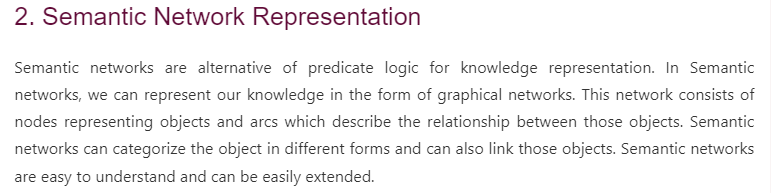 2. Semantic Network Representation
Semantic networks are alternative of predicate logic for knowledge representation. In Semantic
networks, we can represent our knowledge in the form of graphical networks. This network consists of
nodes representing objects and arcs which describe the relationship between those objects. Semantic
networks can categorize the object in different forms and can also link those objects. Semantic networks
are easy to understand and can be easily extended.